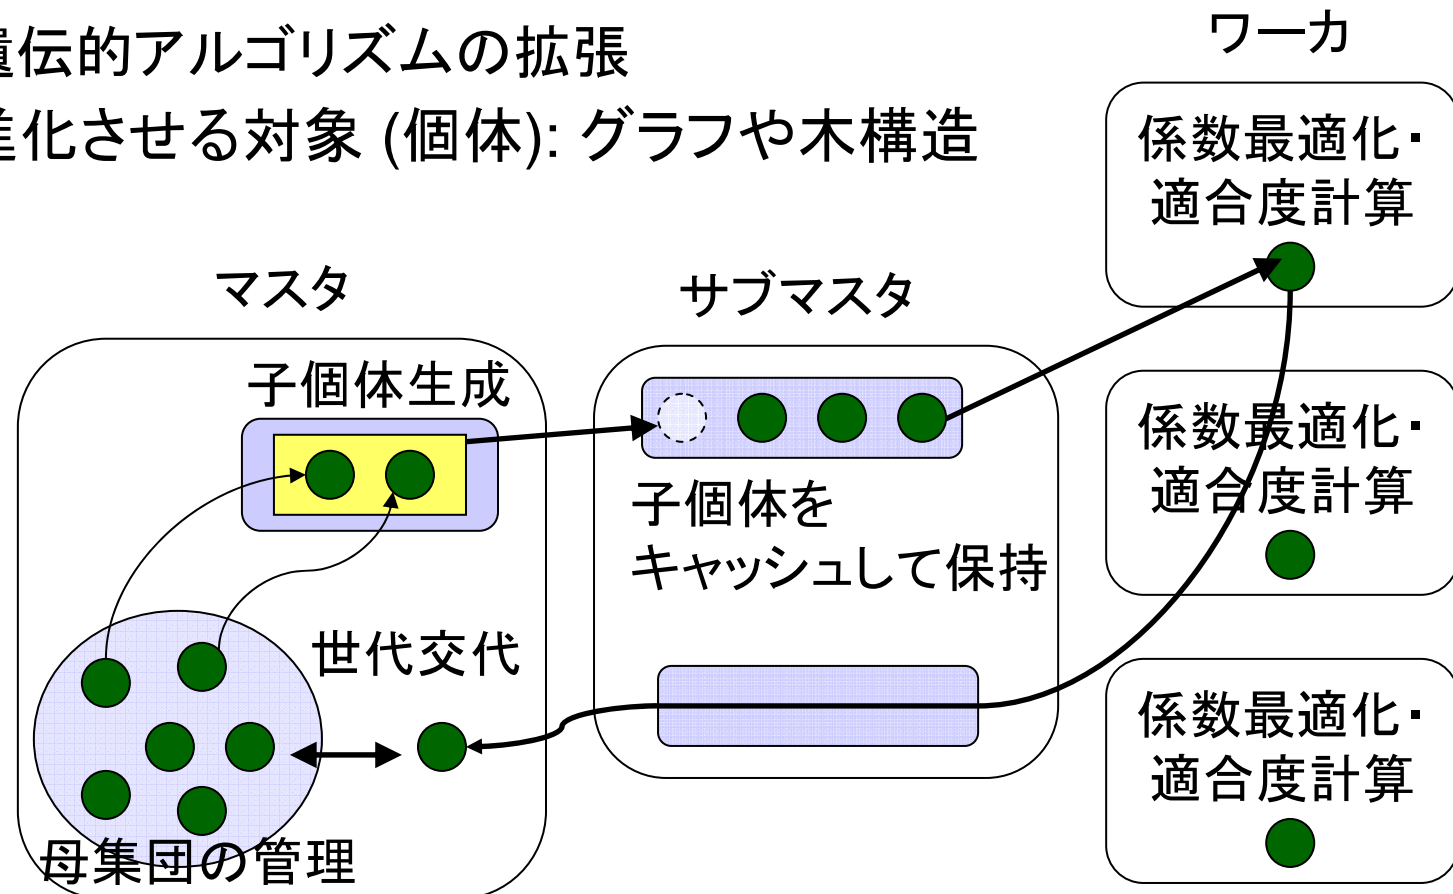 遺伝的アルゴリズムの拡張
進化させる対象 (個体): グラフや木構造
ワーカ
係数最適化・
適合度計算
マスタ
サブマスタ
子個体生成
子個体を
キャッシュして保持
係数最適化・
適合度計算
世代交代
母集団の管理
係数最適化・
適合度計算